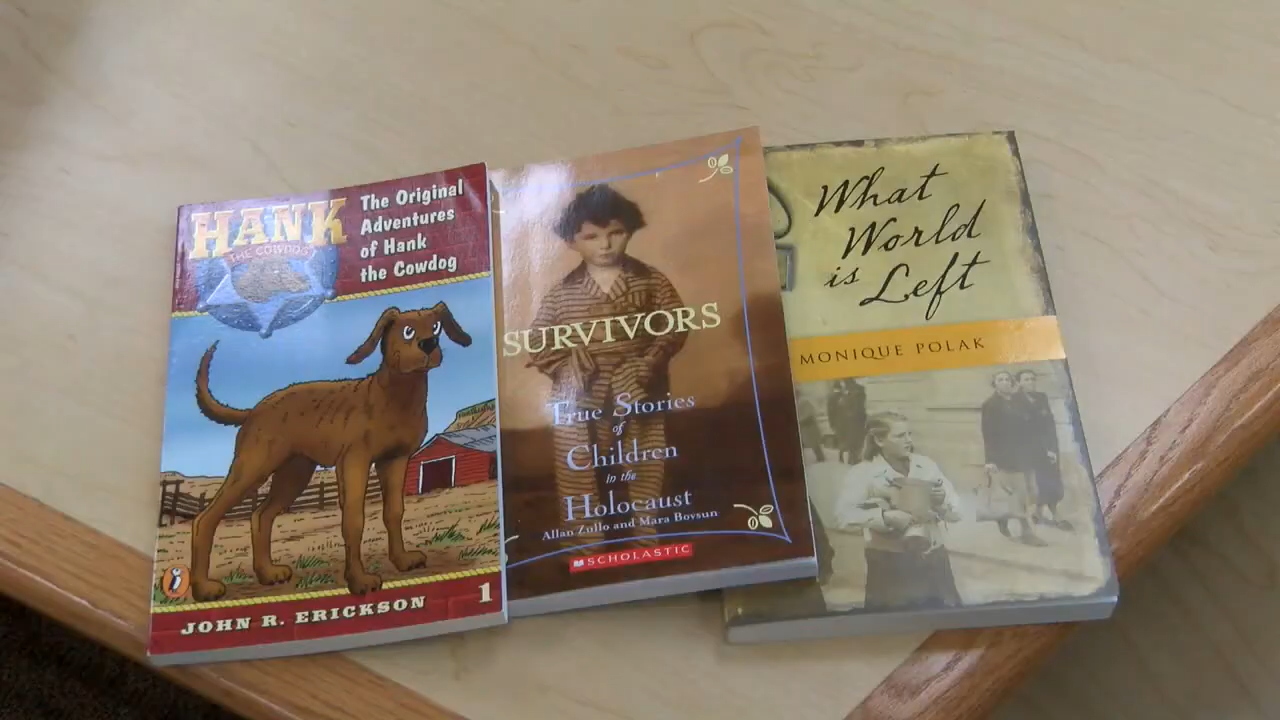 HANK
THE COWDOG
The Original
Adventures
of Hank
the Cowdog
JOHN R. ERICKSON
1
SURVIVORS
True Stories
of
Children
in the
Holocaust
Allan Zullo and Mara Bovsun
SCHOLASTIC
What
World
is Left
MONIQUE POLAK